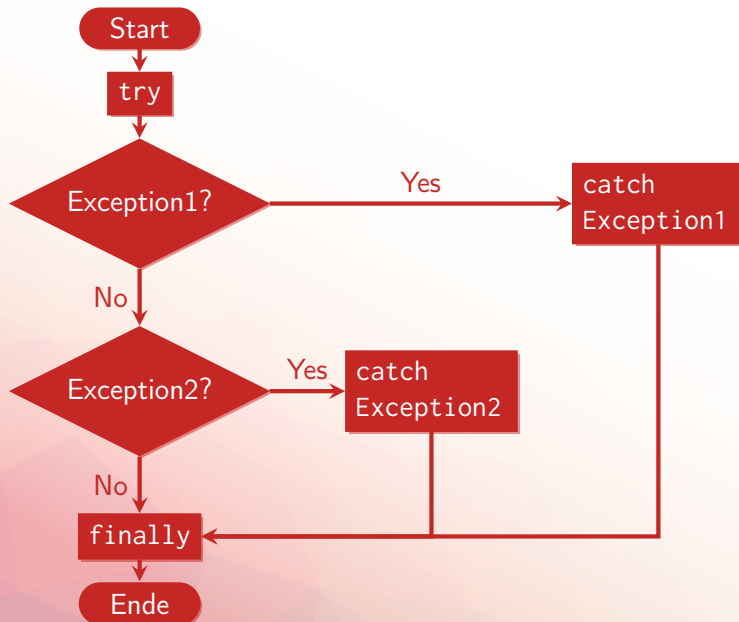 Start
try
Exception1?
Yes
catch
Exception1
No
Exception2?
Yes
catch
Exception2
No
finally
Ende